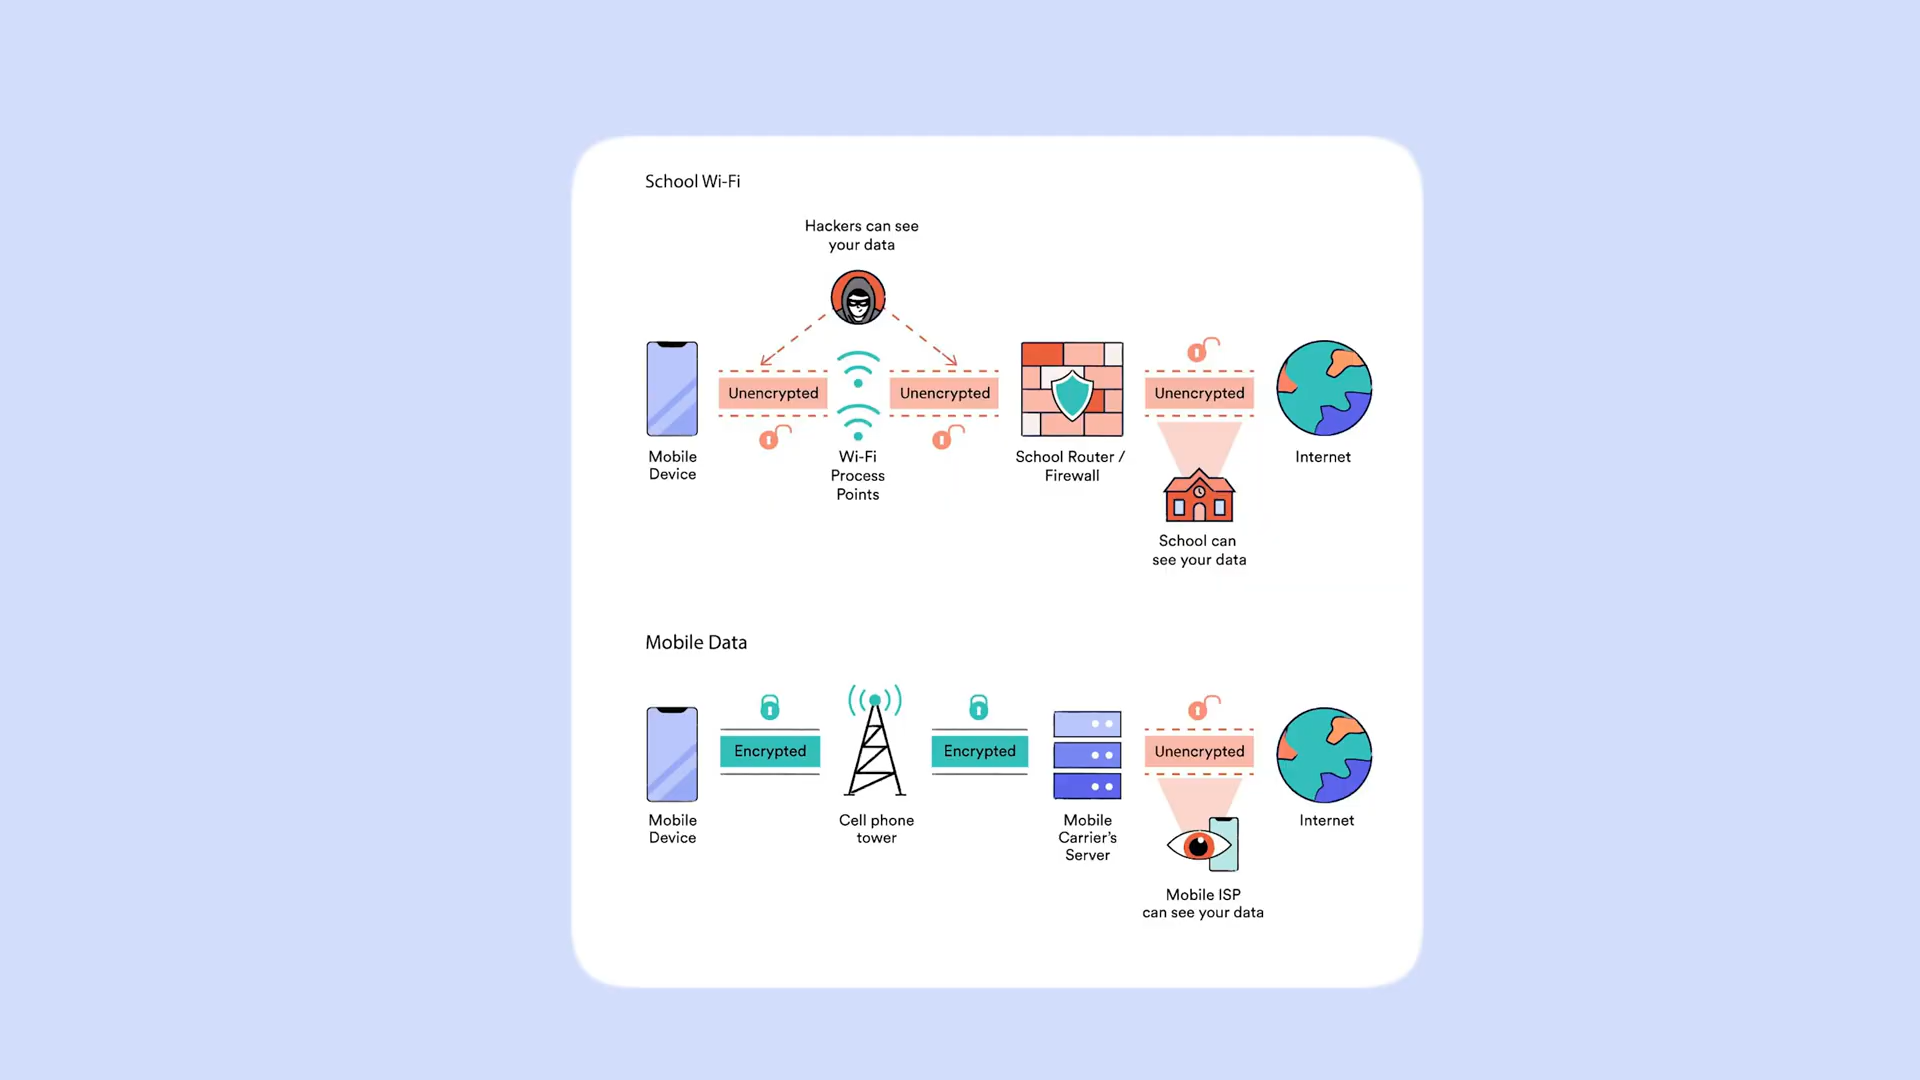 School Wi-Fi
Hackers can see
your data
Unencrypted
Unencrypted
Unencrypted
Mobile
Device
Wi-Fi
Process
Points
School Router /
Firewall
Internet
School can
see your data
Mobile Data
Encrypted
Encrypted
Unencrypted
Mobile
Device
Cell phone
tower
Mobile
Carrier's
Server
Internet
Mobile ISP
can see your data